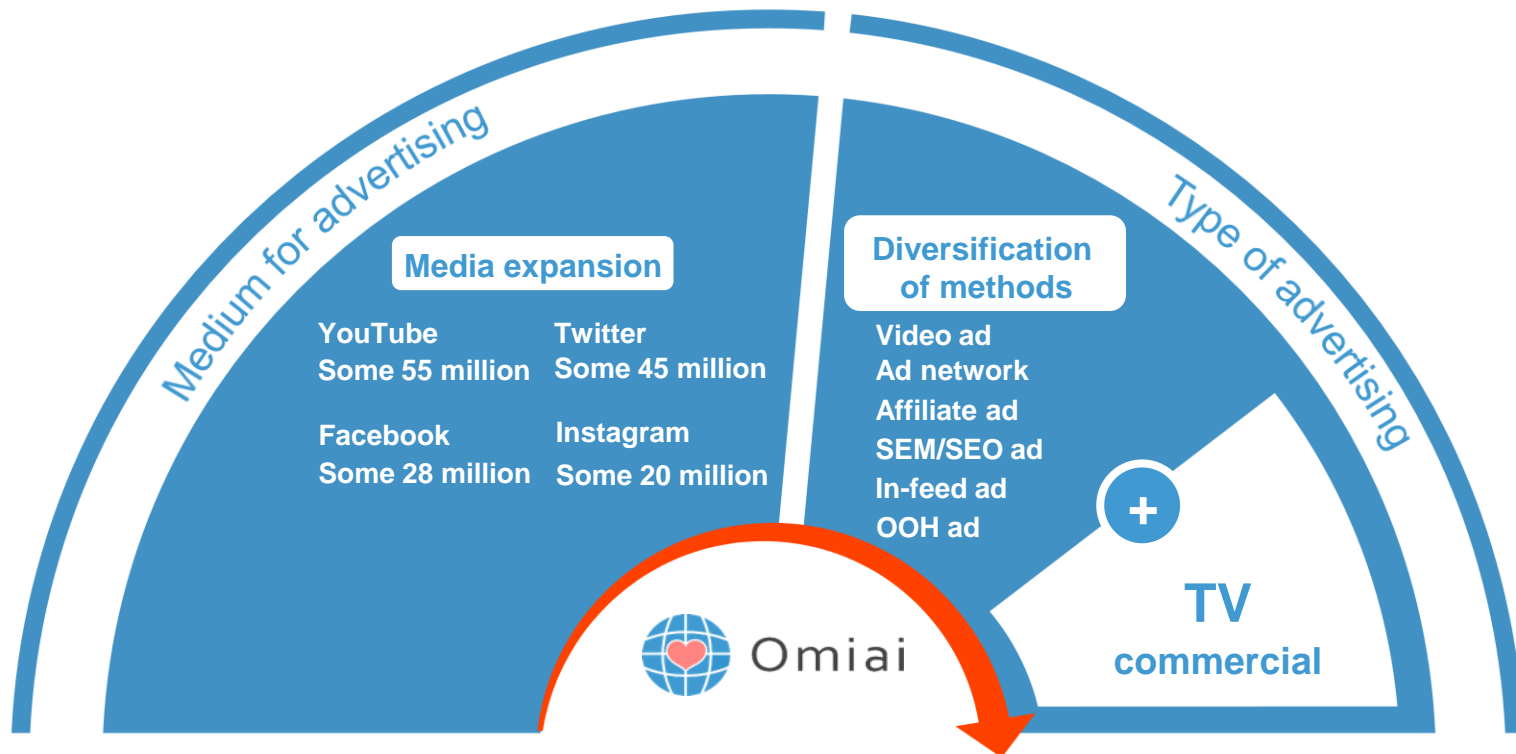 Medium for advertising
Media expansion
YouTube
Some 55 million
Twitter
Some 45 million
Facebook
Some 28 million
Instagram
Some 20 million
Type of advertising
Diversification
of methods
Video ad
Ad network
Affiliate ad
SEM/SEO ad
In-feed ad
OOH ad
+
TV
commercial
Omiai